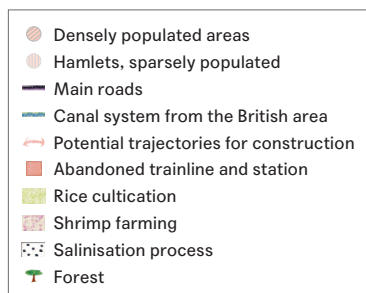 Densely populated areas
Hamlets, sparsely populated
Main roads
Canal system from the British area
Potential trajectories for construction
Abandoned trainline and station
Rice cultication
Shrimp farming
Salinisation process
Forest